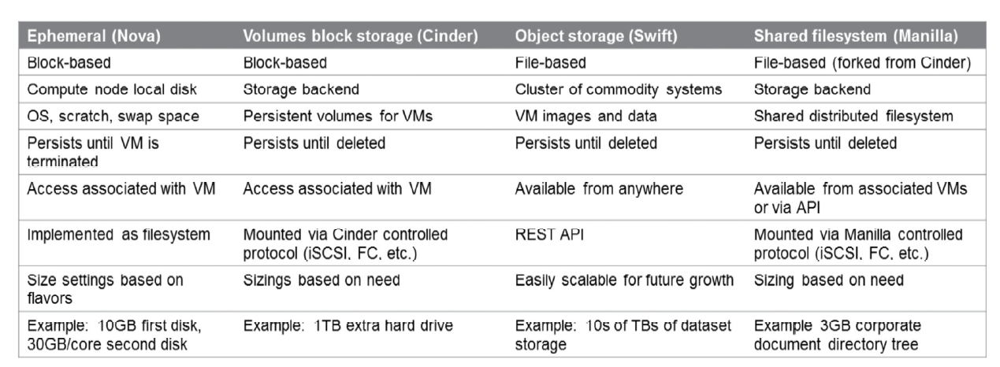 Ephemeral (Nova) Volumes block storage (Cinder) Object storage (Swift) Shared filesystem (Manilla)
Block-based Block-based File-based File-based (forked from Cinder)
Compute node local disk Storage backend Cluster of commodity systems Storage backend
OS, scratch, swap space Persistent volumes for VMs VM images and data Shared distributed filesystem
Persists until VM is Persists until deleted Persists until deleted Persists until deleted
terminated
Access associated with VM Access associated with VM Available from anywhere Available from associated VMs
or via API
Implemented as filesystem Mounted via Cinder controlled REST API Mounted via Manilla controlled
protocol (iSCSI, FC, etc.) protocol (iSCSI, FC, etc.)
Size settings based on Sizings based on need Easily scalable for future growth Sizing based on need
flavors
Example: 10GB first disk, Example: 1TB extra hard drive Example: 10s of TBs of dataset Example 3GB corporate
30GB/core second disk storage document directory tree